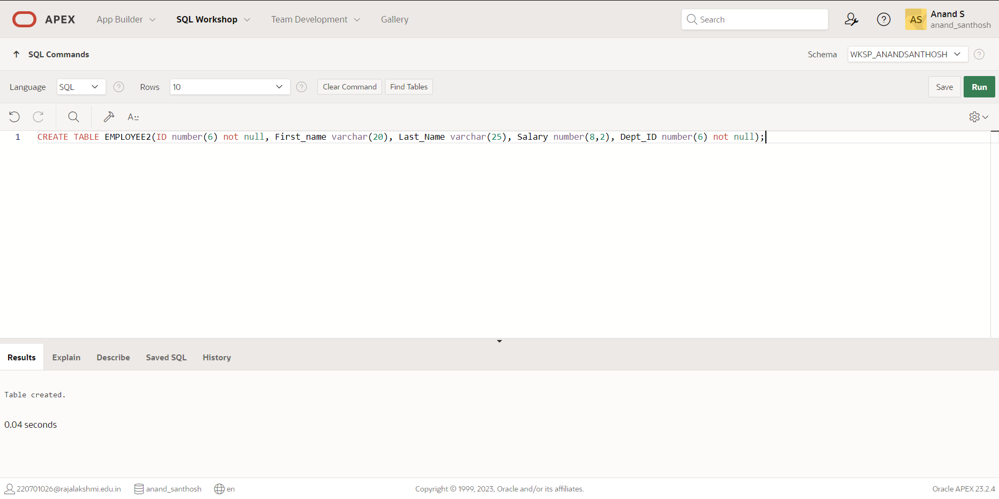 APEX App Builder SQL Workshop Team Development Gallery Search ? AS Anand S
anand_santhosh
SQL Commands Schema WKSP_ANANDSANTHOSH ?
Language SQL ? Rows 10 ? Clear Command Find Tables Save Run
A::
1 CREATE TABLE EMPLOYEE2(ID number(6) not null, First_name varchar(20), Last_Name varchar(25), Salary number(8,2), Dept_ID number(6) not null);
Results Explain Describe Saved SQL History
Table created.
0.04 seconds
220701026@rajalakshmi.edu.in anand_santhosh en Copyright © 1999, 2023, Oracle and/or its affiliates. Oracle APEX 23.2.4